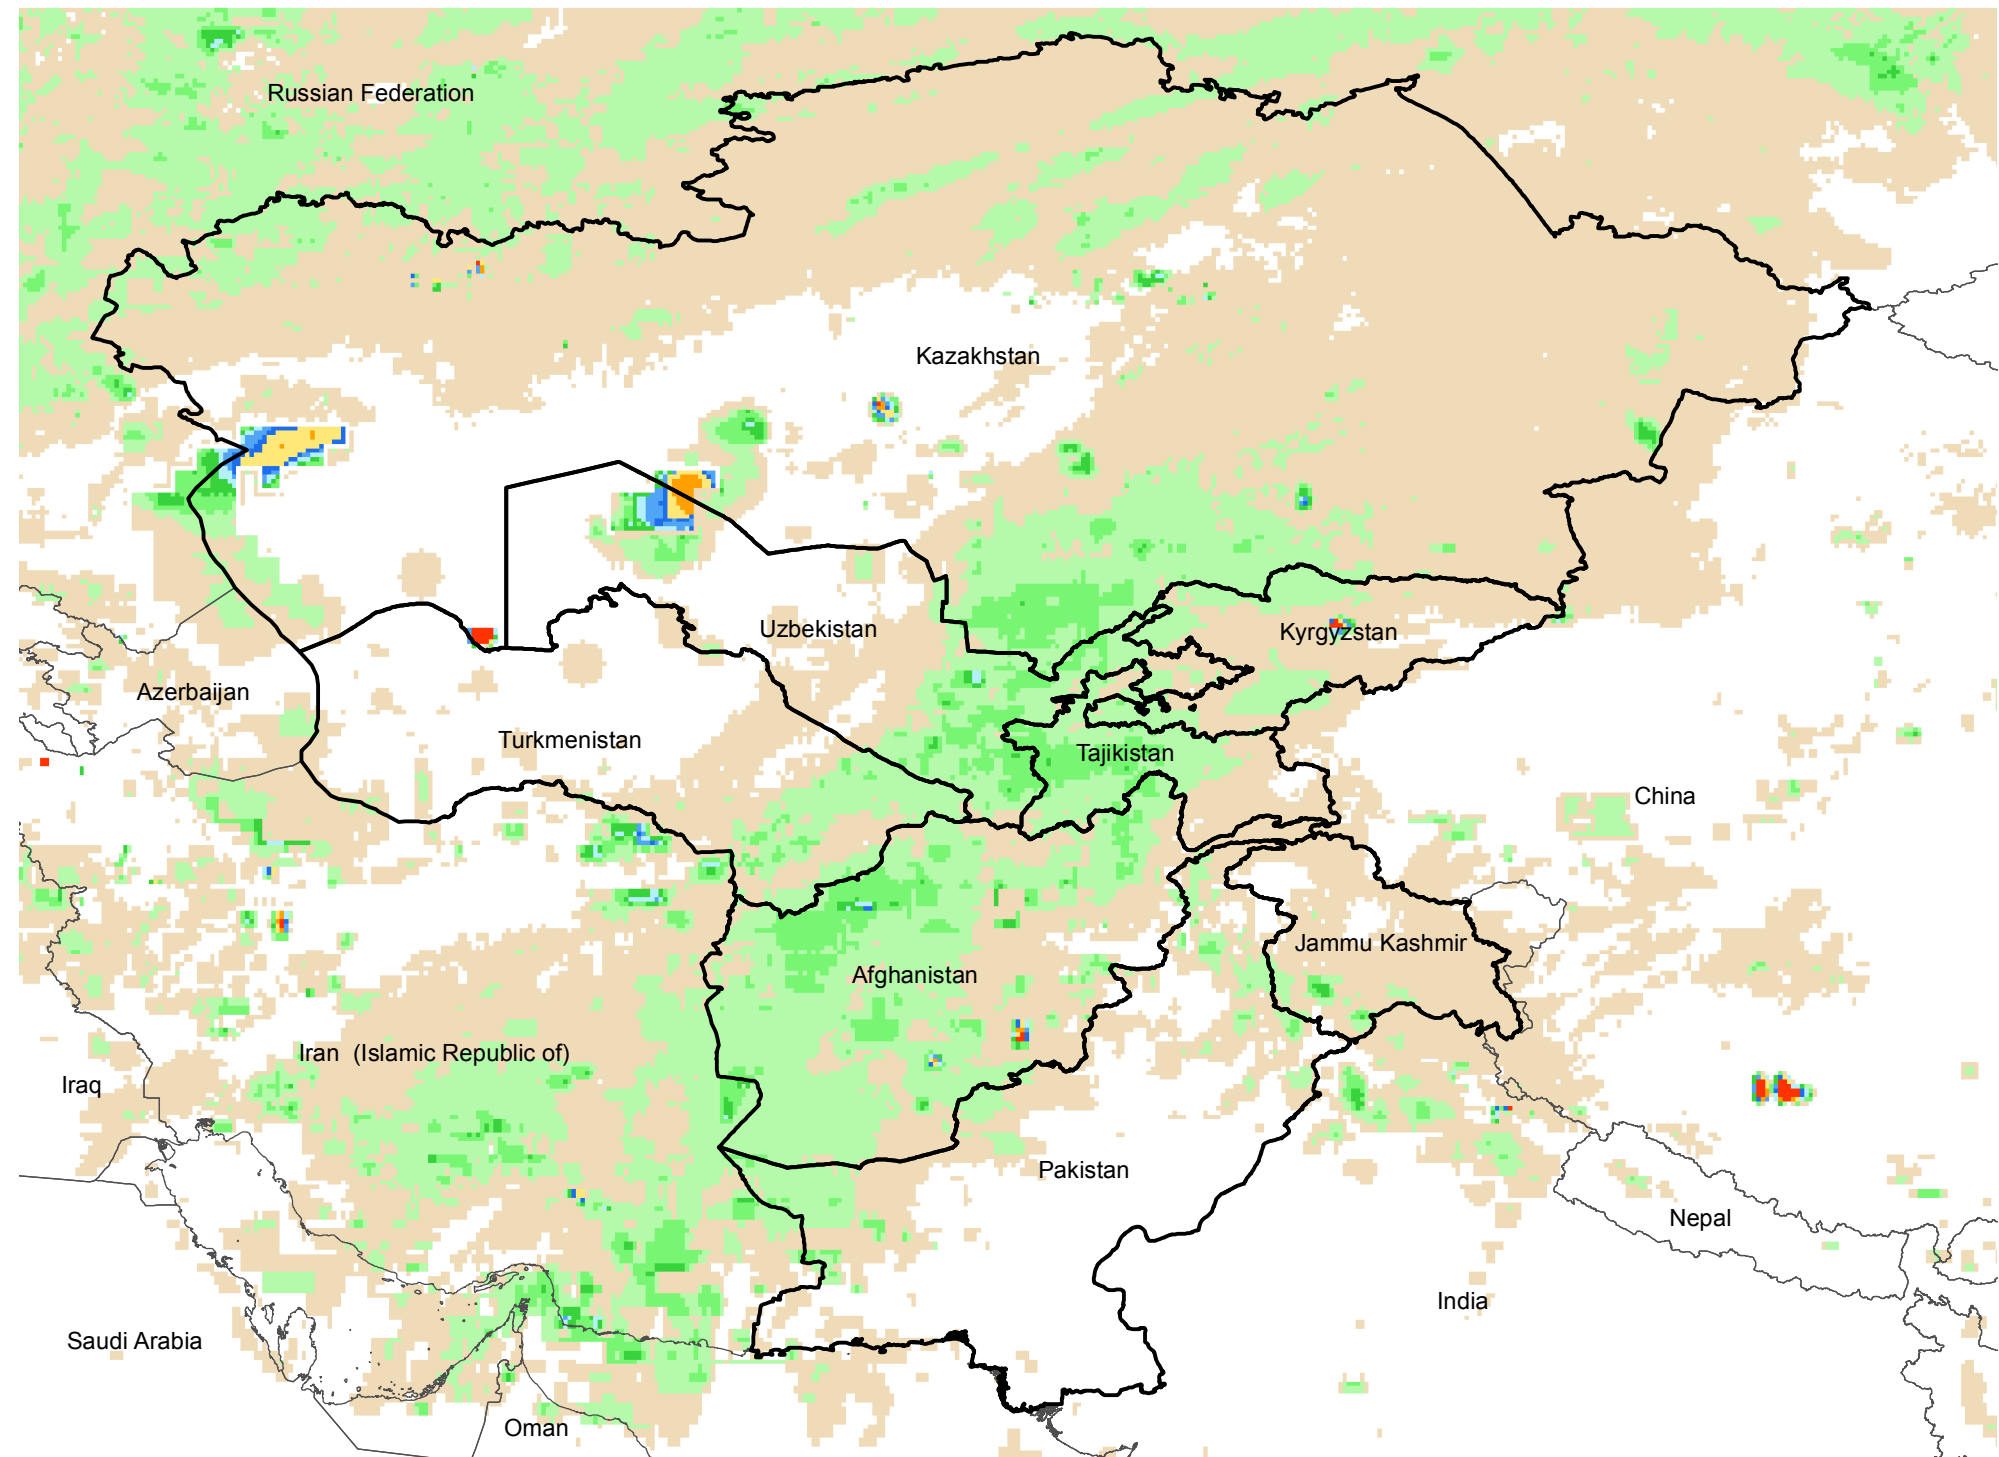 Russian Federation
Kazakhstan
Uzbekistan
Kyrgyzstan
Azerbaijan
Turkmenistan
Tajikistan
China
Jammu Kashmir
Afghanistan
Iran (Islamic Republic of)
Iraq
Pakistan
Nepal
India
Saudi Arabia
Oman